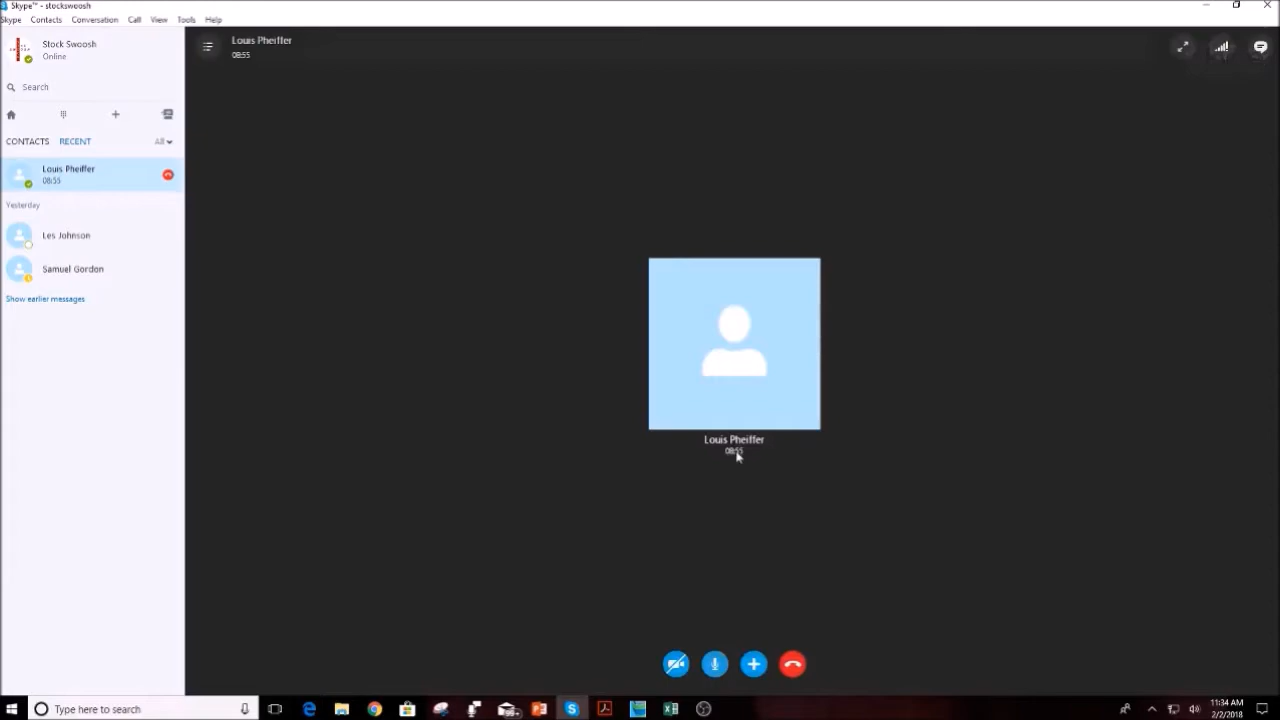 Skype™ - stockswoosh
Skype Contacts Conversation Call View Tools Help
Stock Swoosh
Online
Search
CONTACTS RECENT All
Louis Pheiffer
08:55
Yesterday
Les Johnson
Samuel Gordon
Show earlier messages
Louis Pheiffer
08:55
Louis Pheiffer
08:55
Type here to search
11:34 AM
2/2/2018